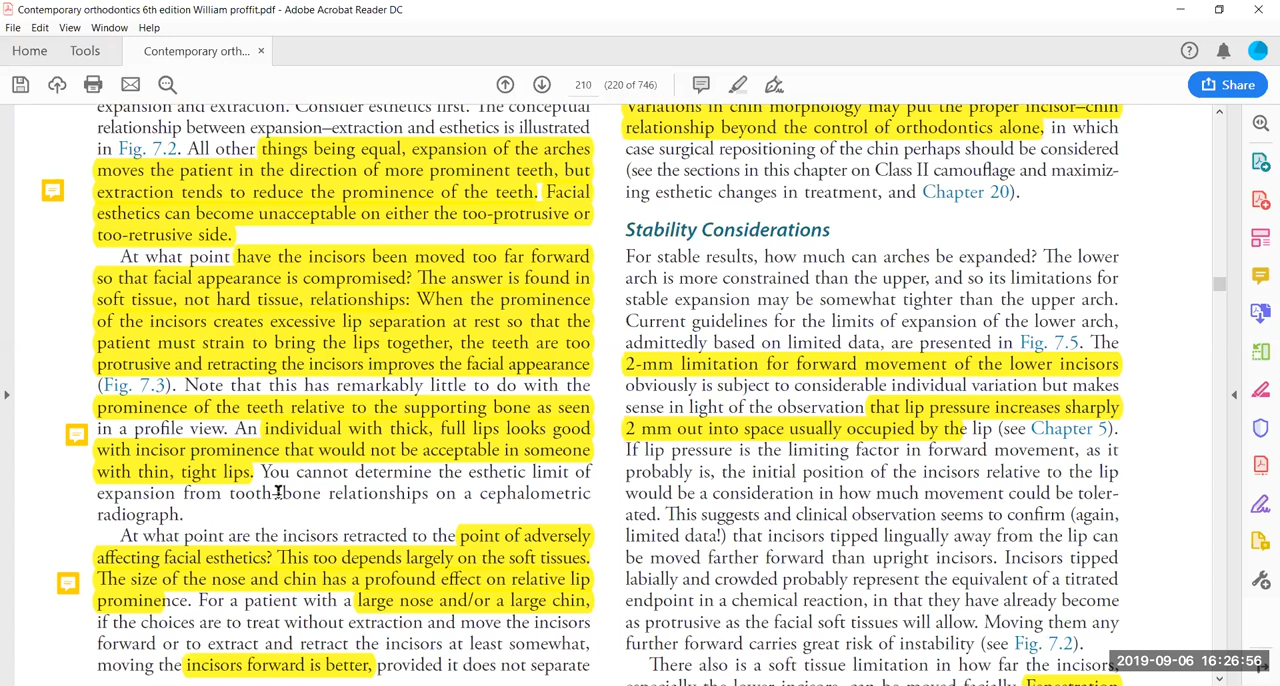 Contemporary orthodontics 6th edition William proffit.pdf - Adobe Acrobat Reader DC
File Edit View Window Help
Home Tools Contemporary orth... ×
210 (220 of 746)
Share
expansion and extraction. Consider esthetics first. The conceptual
relationship between expansion–extraction and esthetics is illustrated
in Fig. 7.2. All other things being equal, expansion of the arches
moves the patient in the direction of more prominent teeth, but
extraction tends to reduce the prominence of the teeth. Facial
esthetics can become unacceptable on either the too-protrusive or
too-retrusive side.
At what point have the incisors been moved too far forward
so that facial appearance is compromised? The answer is found in
soft tissue, not hard tissue, relationships: When the prominence
of the incisors creates excessive lip separation at rest so that the
patient must strain to bring the lips together, the teeth are too
protrusive and retracting the incisors improves the facial appearance
(Fig. 7.3). Note that this has remarkably little to do with the
prominence of the teeth relative to the supporting bone as seen
in a profile view. An individual with thick, full lips looks good
with incisor prominence that would not be acceptable in someone
with thin, tight lips. You cannot determine the esthetic limit of
expansion from tooth–bone relationships on a cephalometric
radiograph.
At what point are the incisors retracted to the point of adversely
affecting facial esthetics? This too depends largely on the soft tissues.
The size of the nose and chin has a profound effect on relative lip
prominence. For a patient with a large nose and/or a large chin,
if the choices are to treat without extraction and move the incisors
forward or to extract and retract the incisors at least somewhat,
moving the incisors forward is better, provided it does not separate
Variations in chin morphology may put the proper incisor–chin
relationship beyond the control of orthodontics alone, in which
case surgical repositioning of the chin perhaps should be considered
(see the sections in this chapter on Class II camouflage and maximiz-
ing esthetic changes in treatment, and Chapter 20).
Stability Considerations
For stable results, how much can arches be expanded? The lower
arch is more constrained than the upper, and so its limitations for
stable expansion may be somewhat tighter than the upper arch.
Current guidelines for the limits of expansion of the lower arch,
admittedly based on limited data, are presented in Fig. 7.5. The
2-mm limitation for forward movement of the lower incisors
obviously is subject to considerable individual variation but makes
sense in light of the observation that lip pressure increases sharply
2 mm out into space usually occupied by the lip (see Chapter 5).
If lip pressure is the limiting factor in forward movement, as it
probably is, the initial position of the incisors relative to the lip
would be a consideration in how much movement could be toler-
ated. This suggests and clinical observation seems to confirm (again,
limited data!) that incisors tipped lingually away from the lip can
be moved farther forward than upright incisors. Incisors tipped
labially and crowded probably represent the equivalent of a titrated
endpoint in a chemical reaction, in that they have already become
as protrusive as the facial soft tissues will allow. Moving them any
further forward carries great risk of instability (see Fig. 7.2).
There also is a soft tissue limitation in how far the incisors,
especially the lower incisors, can be moved facially. Fenestration
2019-09-06 16:26:56